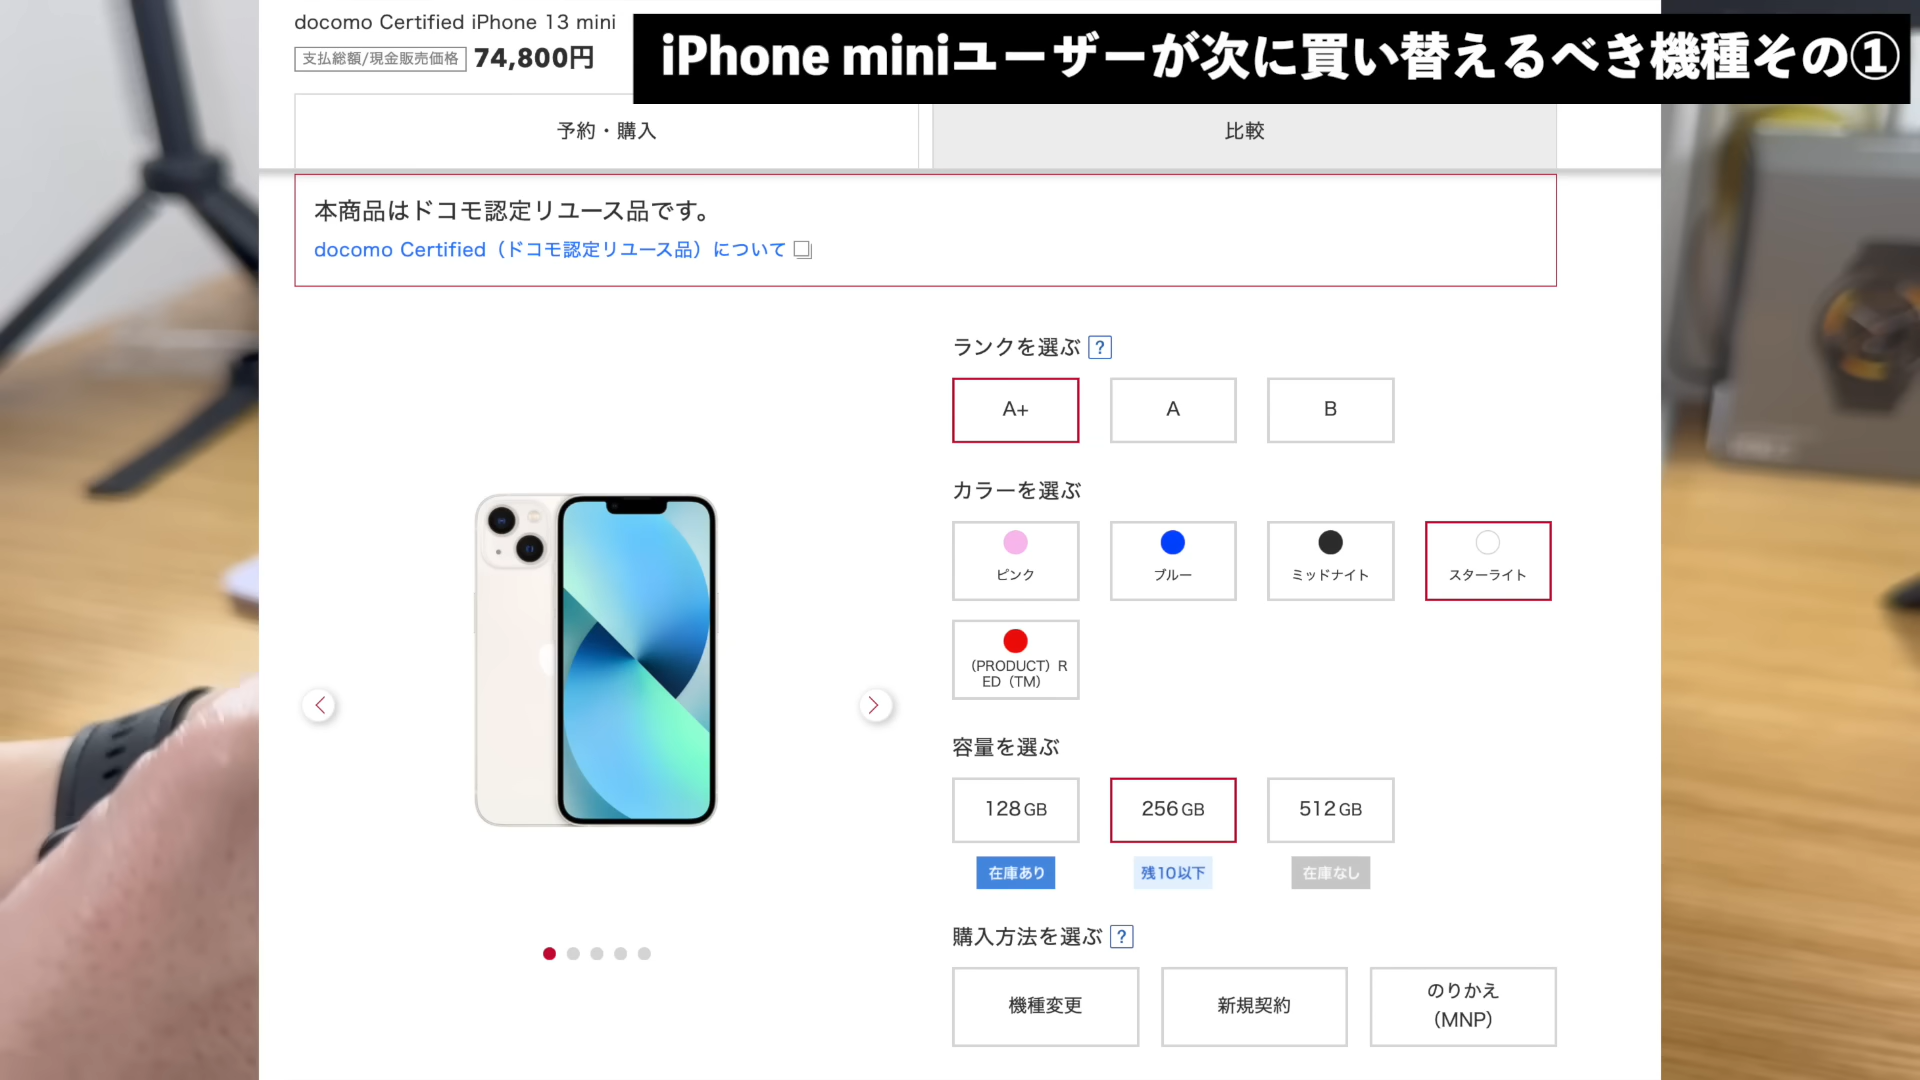 docomo Certified iPhone 13 mini
支払総額/現金販売価格 74,800円
iPhone miniユーザーが次に買い替えるべき機種その①
予約・購入
比較
本商品はドコモ認定リユース品です。
docomo Certified（ドコモ認定リユース品）について
ランクを選ぶ ?
A+
A
B
カラーを選ぶ
ピンク
ブルー
ミッドナイト
スターライト
（PRODUCT）R
ED（TM）
容量を選ぶ
128GB
256GB
512GB
在庫あり
残10以下
在庫なし
購入方法を選ぶ ?
機種変更
新規契約
のりかえ
（MNP）